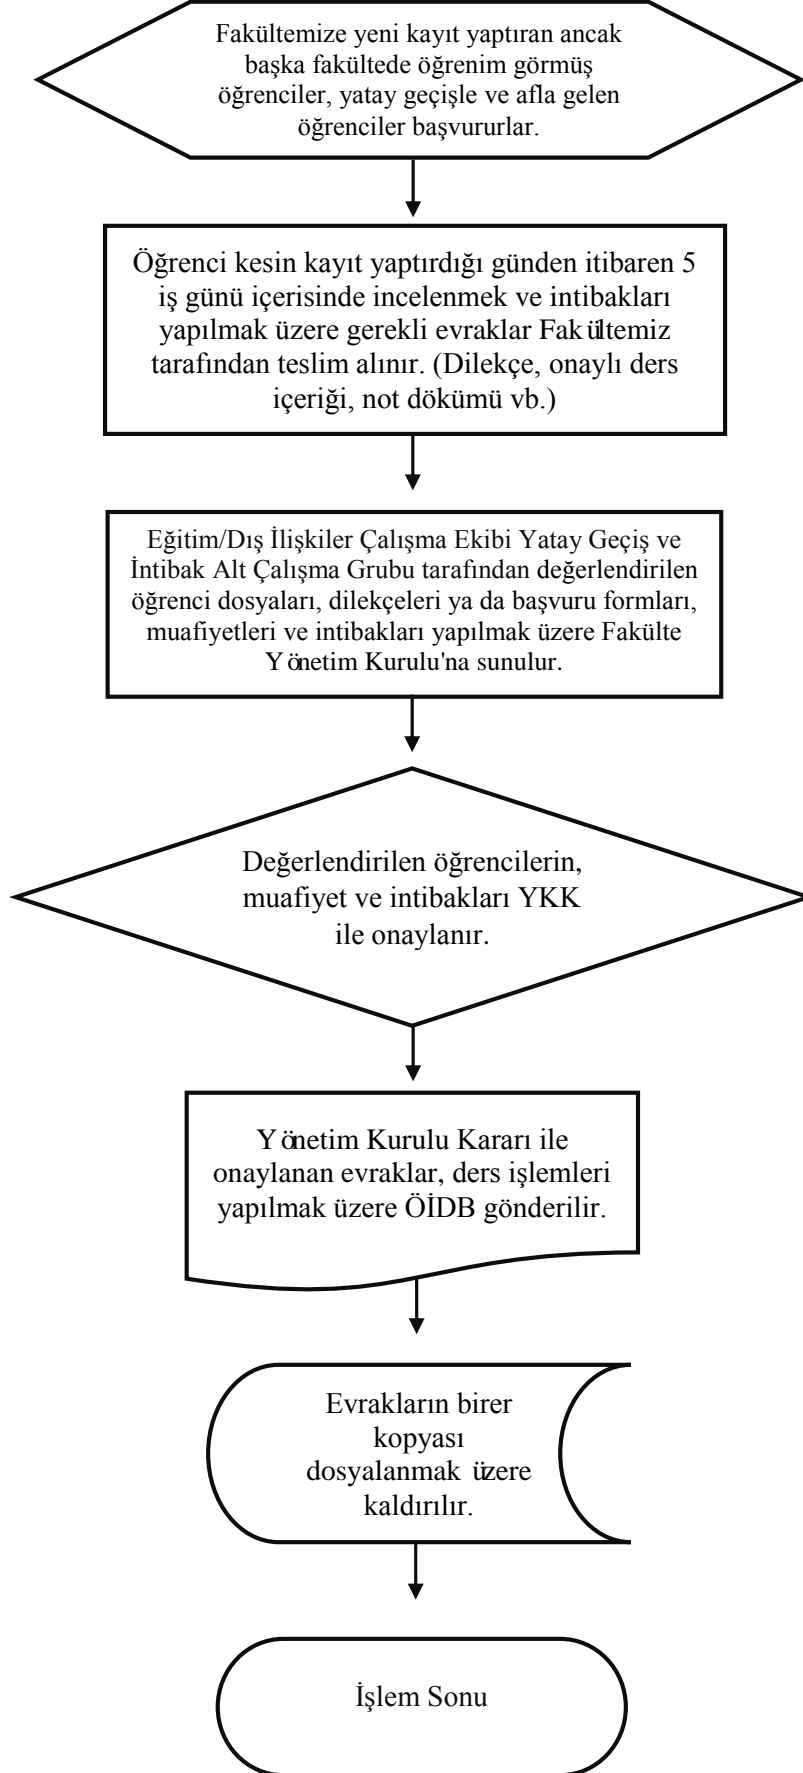 Fakültemize yeni kayıt yaptıran ancak
başka fakültede öğrenim görmüş
öğrenciler, yatay geçişle ve afla gelen
öğrenciler başvururlar.
Öğrenci kesin kayıt yaptırdığı günden itibaren 5
iş günü içerisinde incelenmek ve intibakları
yapılmak üzere gerekli evraklar Fakültemiz
tarafından teslim alınır. (Dilekçe, onaylı ders
içeriği, not dökümü vb.)
Eğitim/Dış İlişkiler Çalışma Ekibi Yatay Geçiş ve
İntibak Alt Çalışma Grubu tarafından değerlendirilen
öğrenci dosyaları, dilekçeleri ya da başvuru formları,
muafiyetleri ve intibakları yapılmak üzere Fakülte
Yönetim Kurulu'na sunulur.
Değerlendirilen öğrencilerin,
muafiyet ve intibakları YKK
ile onaylanır.
Yönetim Kurulu Kararı ile
onaylanan evraklar, ders işlemleri
yapılmak üzere ÖİDB gönderilir.
Evrakların birer
kopyası
dosyalanmak üzere
kaldırılır.
İşlem Sonu